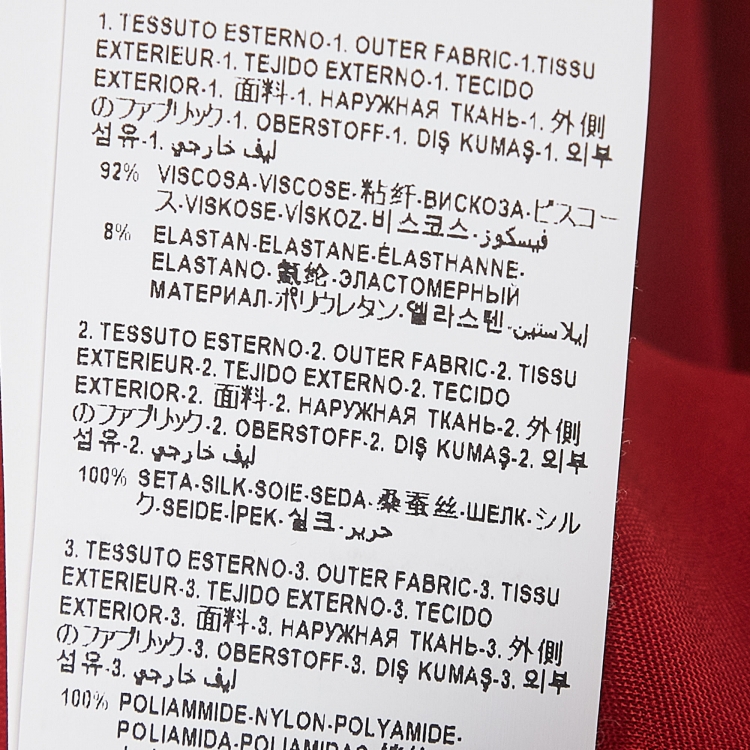 1. TESSUTO ESTERNO-1. OUTER FABRIC-1.TISSU
EXTERIEUR-1. TEJIDO EXTERNO-1. TECIDO
EXTERIOR-1. 面料-1. НАРУЖНАЯ ТКАНЬ-1. 外側
のファブリック-1. OBERSTOFF-1. DIŞ KUMAŞ-1. 외부
섬유-1. ليف خارجي
92% VISCOSA-VISCOSE-粘纤-ВИСКОЗА-ビスコー
ス-VISKOSE-VİSKOZ-비스코스-فيسكوز
8% ELASTAN-ELASTANE-ÉLASTHANNE-
ELASTANO-氨纶-ЭЛАСТОМЕРНЫЙ
МАТЕРИАЛ-ポリウレタン-엘라스텐-إيلاستين
2. TESSUTO ESTERNO-2. OUTER FABRIC-2. TISSU
EXTERIEUR-2. TEJIDO EXTERNO-2. TECIDO
EXTERIOR-2. 面料-2. НАРУЖНАЯ ТКАНЬ-2. 外側
のファブリック-2. OBERSTOFF-2. DIŞ KUMAŞ-2. 외부
섬유-2. ليف خارجي
100% SETA-SILK-SOIE-SEDA-桑蚕丝-ШЕЛК-シル
ク-SEIDE-İPEK-실크-حرير
3. TESSUTO ESTERNO-3. OUTER FABRIC-3. TISSU
EXTERIEUR-3. TEJIDO EXTERNO-3. TECIDO
EXTERIOR-3. 面料-3. НАРУЖНАЯ ТКАНЬ-3. 外側
のファブリック-3. OBERSTOFF-3. DIŞ KUMAŞ-3. 외부
섬유-3. ليف خارجي
100% POLIAMMIDE-NYLON-POLYAMIDE-
POLIAMIDA-POLIAMIDAS-